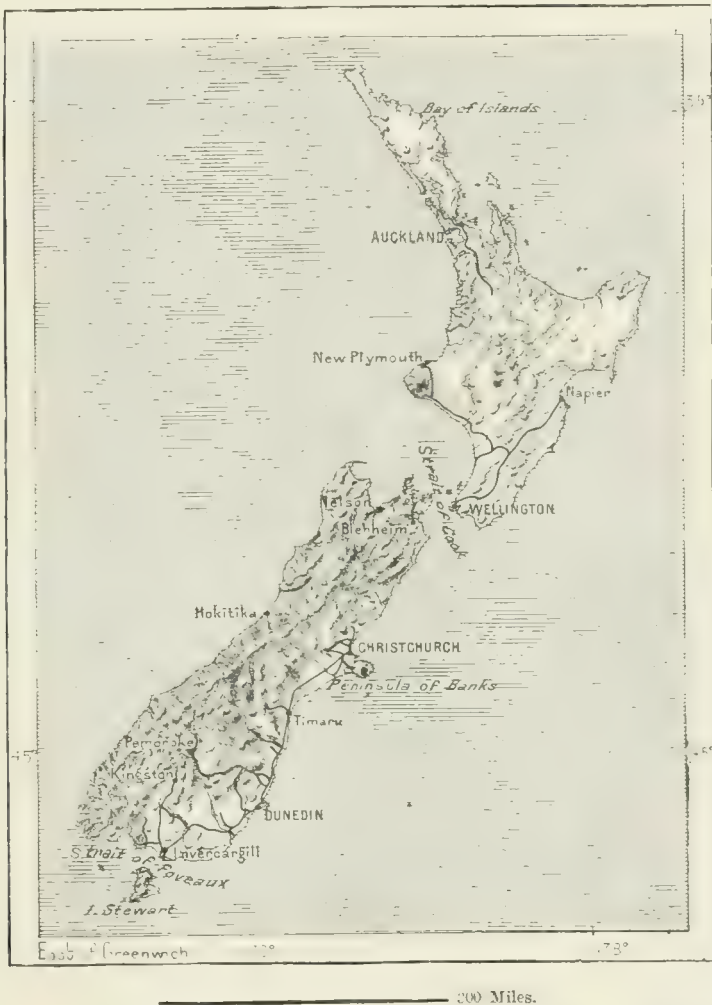 Bay of Islands
AUCKLAND
New Plymouth
Napier
Strait of Cook
WELLINGTON
Nelson
Blenheim
Hokitika
CHRISTCHURCH
Peninsula of Banks
Timaru
Pembroke
Kingston
DUNEDIN
Invercargill
Strait of Foveaux
I. Stewart
East of Greenwich
Miles.